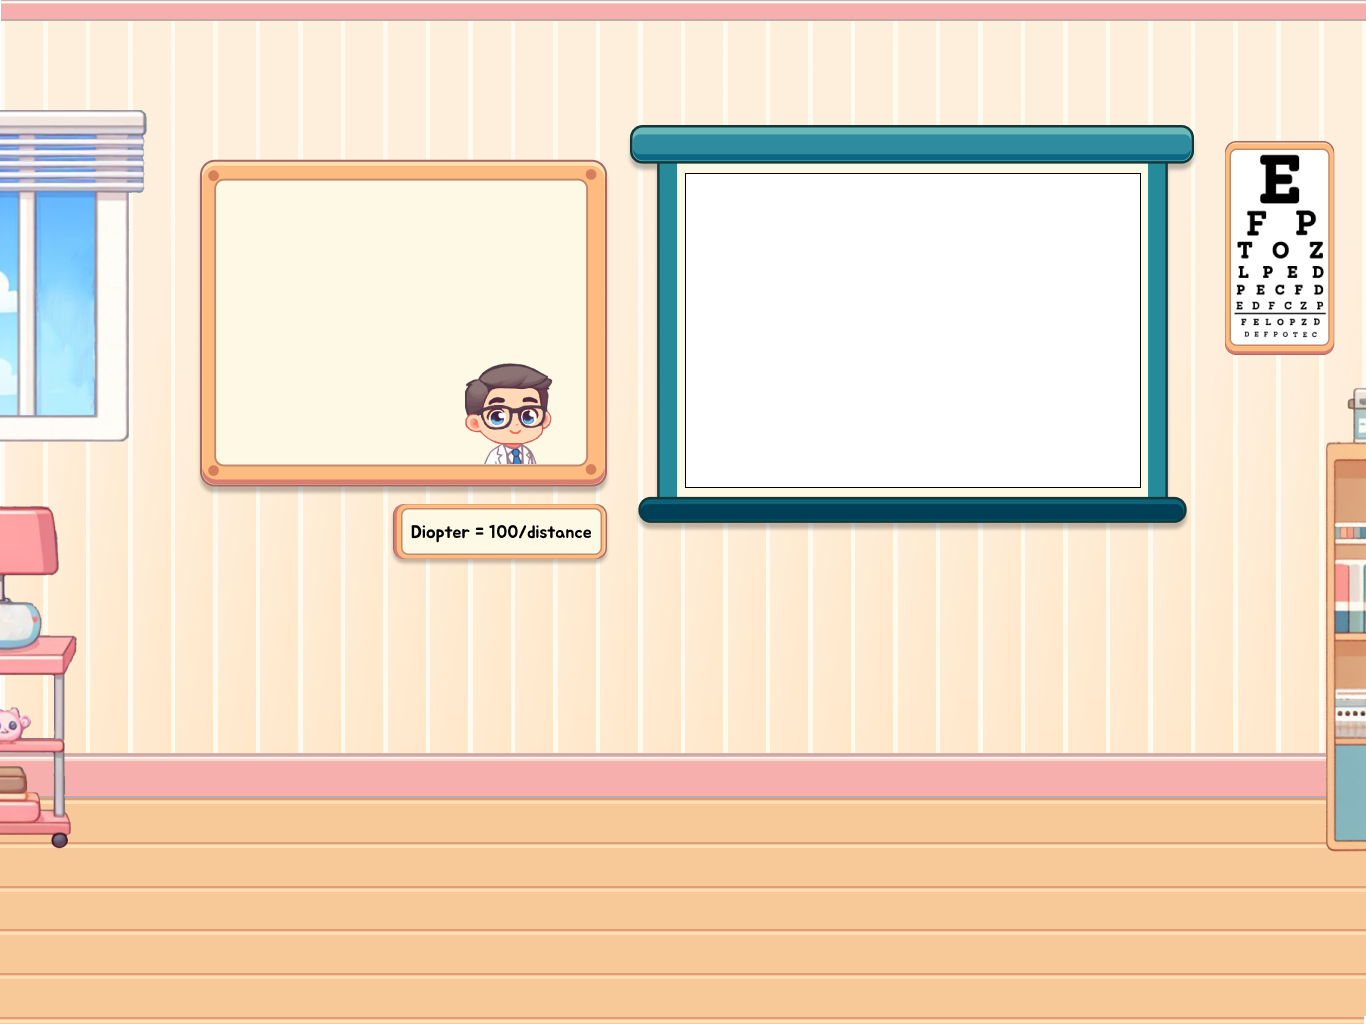 Diopter = 100/distance
E
F P
T O Z
L P E D
P E C F D
E D F C Z P
F E L O P Z D
D E F P O T E C